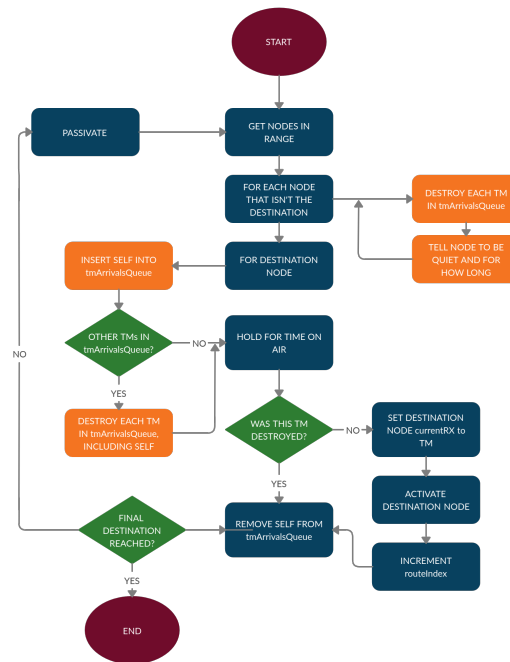 START
PASSIVATE
GET NODES IN
RANGE
FOR EACH NODE
THAT ISN'T THE
DESTINATION
DESTROY EACH TM
IN tmArrivalsQueue
TELL NODE TO BE
QUIET AND FOR
HOW LONG
FOR DESTINATION
NODE
INSERT SELF INTO
tmArrivalsQueue
OTHER TMs IN
tmArrivalsQueue?
NO
HOLD FOR TIME ON
AIR
NO
YES
DESTROY EACH TM
IN tmArrivalsQueue,
INCLUDING SELF
WAS THIS TM
DESTROYED?
NO
SET DESTINATION
NODE currentRX to
TM
YES
ACTIVATE
DESTINATION NODE
FINAL
DESTINATION
REACHED?
REMOVE SELF FROM
tmArrivalsQueue
INCREMENT
routeIndex
YES
END